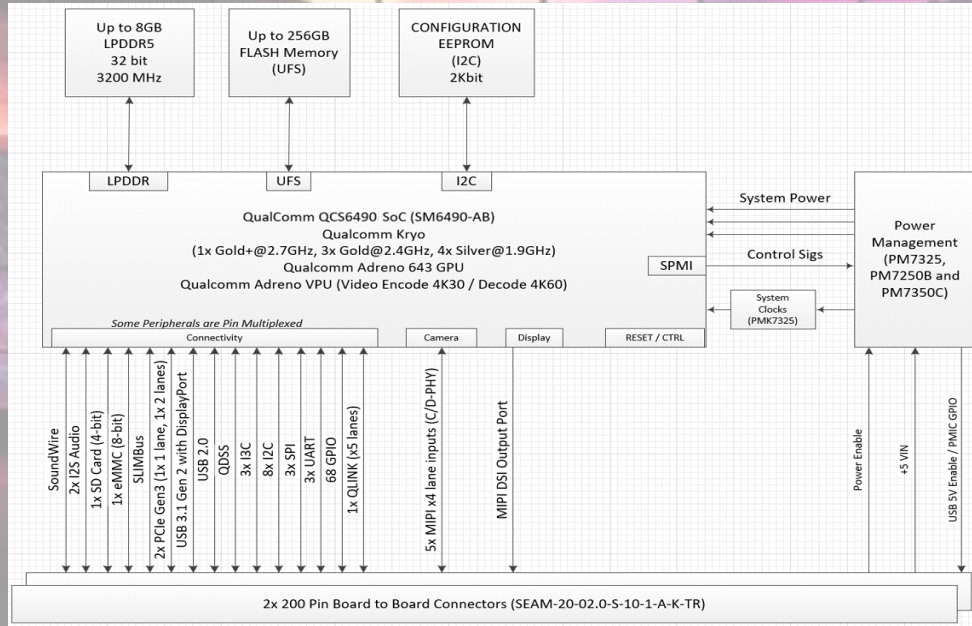 Up to 8GB
LPDDR5
32 bit
3200 MHz
Up to 256GB
FLASH Memory
(UFS)
CONFIGURATION
EEPROM
(I2C)
2Kbit
LPDDR
UFS
I2C
QualComm QCS6490 SoC (SM6490-AB)
Qualcomm Kryo
(1x Gold+@2.7GHz, 3x Gold@2.4GHz, 4x Silver@1.9GHz)
Qualcomm Adreno 643 GPU
Qualcomm Adreno VPU (Video Encode 4K30 / Decode 4K60)
SPMI
Some Peripherals are Pin Multiplexed
Connectivity
Camera
Display
RESET / CTRL
System Power
Control Sigs
System
Clocks
(PMK7325)
Power
Management
(PM7325,
PM7250B and
PM7350C)
SoundWire
2x I2S Audio
1x SD Card (4-bit)
1x eMMC (8-bit)
SLIMBus
2x PCIe Gen3 (1x 1 lane, 1x 2 lanes)
USB 3.1 Gen 2 with DisplayPort
USB 2.0
QDSS
3x I3C
8x I2C
3x SPI
3x UART
68 GPIO
1x QLINK (x5 lanes)
5x MIPI x4 lane inputs (C/D-PHY)
MIPI DSI Output Port
Power Enable
+5 VIN
USB 5V Enable / PMIC GPIO
2x 200 Pin Board to Board Connectors (SEAM-20-02.0-S-10-1-A-K-TR)